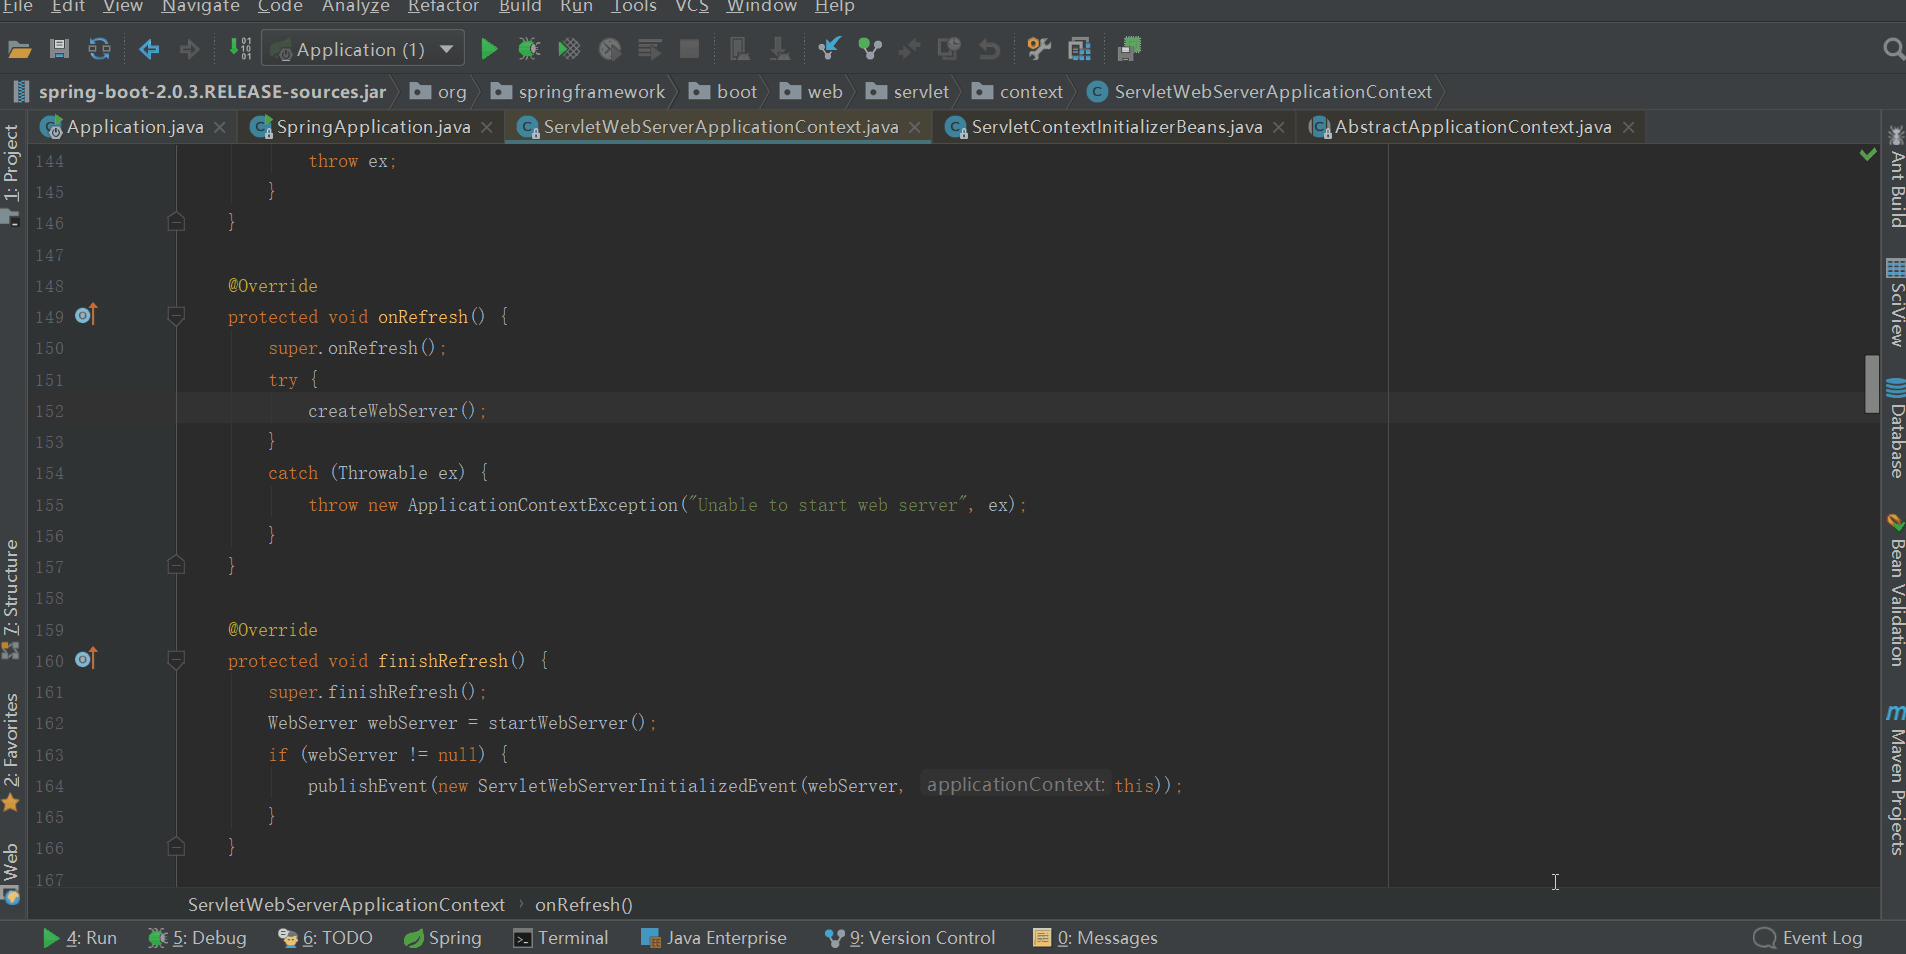 File Edit View Navigate Code Analyze Refactor Build Run Tools VCS Window Help
Application (1)
spring-boot-2.0.3.RELEASE-sources.jar org springframework boot web servlet context ServletWebServerApplicationContext
Application.java SpringApplication.java ServletWebServerApplicationContext.java ServletContextInitializerBeans.java AbstractApplicationContext.java
1: Project
7: Structure
2: Favorites
Web
144 throw ex;
145 }
146 }
147
148 @Override
149 protected void onRefresh() {
150 super.onRefresh();
151 try {
152 createWebServer();
153 }
154 catch (Throwable ex) {
155 throw new ApplicationContextException("Unable to start web server", ex);
156 }
157 }
158
159 @Override
160 protected void finishRefresh() {
161 super.finishRefresh();
162 WebServer webServer = startWebServer();
163 if (webServer != null) {
164 publishEvent(new ServletWebServerInitializedEvent(webServer, applicationContext: this));
165 }
166 }
167
Ant Build
SciView
Database
Bean Validation
Maven Projects
ServletWebServerApplicationContext › onRefresh()
4: Run 5: Debug 6: TODO Spring Terminal Java Enterprise 9: Version Control 0: Messages Event Log